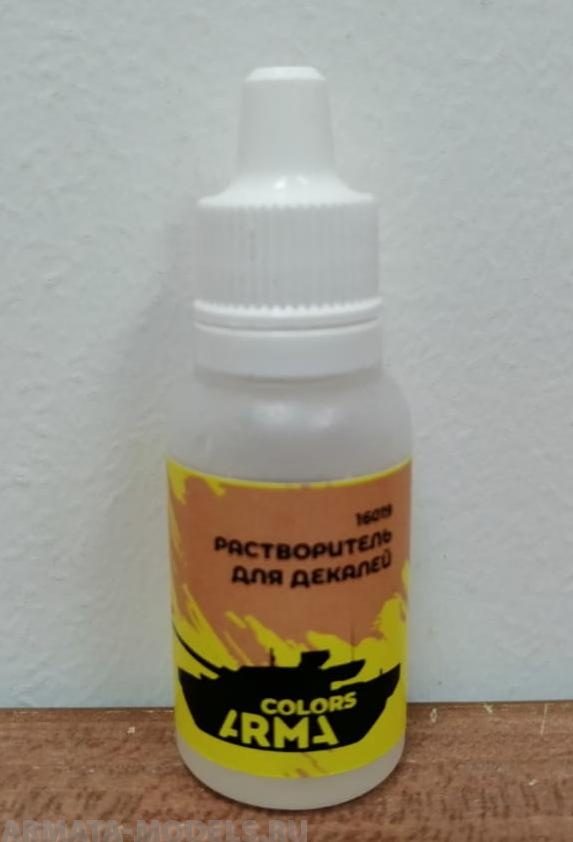 16019
РАСТВОРИТЕЛЬ
ДЛЯ ДЕКАЛЕЙ
COLORS
ARMA
ARMATA-MODELS.RU